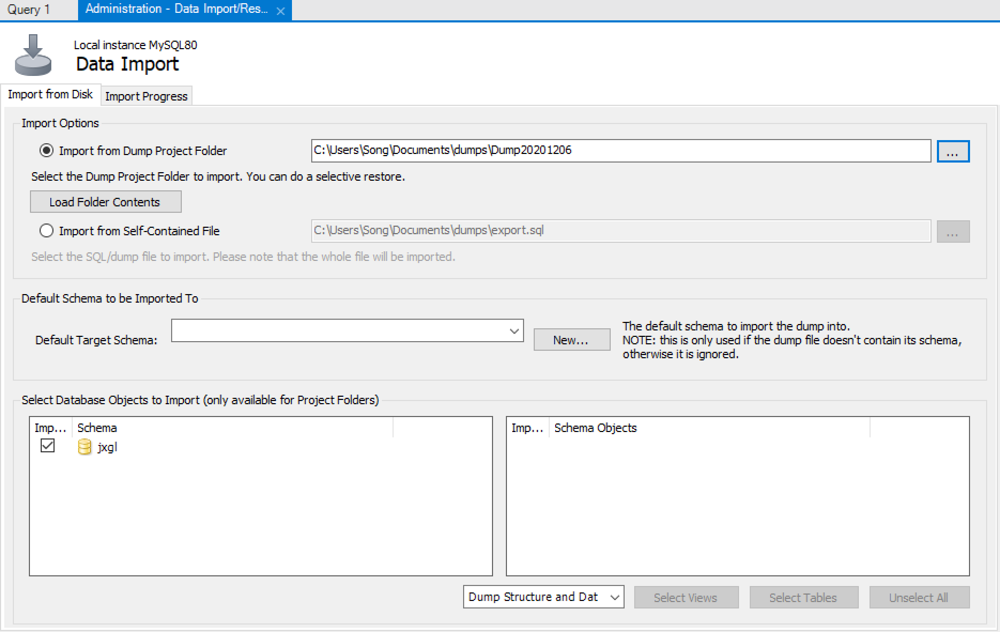 Query 1
Administration - Data Import/Res...
Local instance MySQL80
Data Import
Import from Disk
Import Progress
Import Options
Import from Dump Project Folder
C:\Users\Song\Documents\dumps\Dump20201206
...
Select the Dump Project Folder to import. You can do a selective restore.
Load Folder Contents
Import from Self-Contained File
C:\Users\Song\Documents\dumps\export.sql
...
Select the SQL/dump file to import. Please note that the whole file will be imported.
Default Schema to be Imported To
Default Target Schema:
New...
The default schema to import the dump into.
NOTE: this is only used if the dump file doesn't contain its schema,
otherwise it is ignored.
Select Database Objects to Import (only available for Project Folders)
Imp... Schema
jxgl
Imp... Schema Objects
Dump Structure and Dat
Select Views
Select Tables
Unselect All